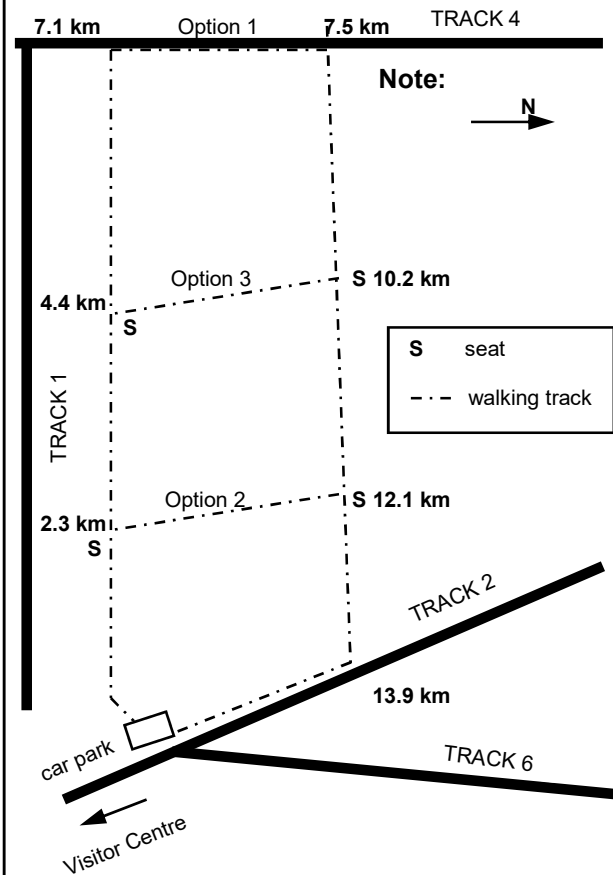 7.1 km Option 1 7.5 km TRACK 4
Note:
N
Option 3
S 10.2 km
4.4 km
S
S seat
walking track
TRACK 1
Option 2
S 12.1 km
2.3 km
S
TRACK 2
13.9 km
car park
TRACK 6
Visitor Centre